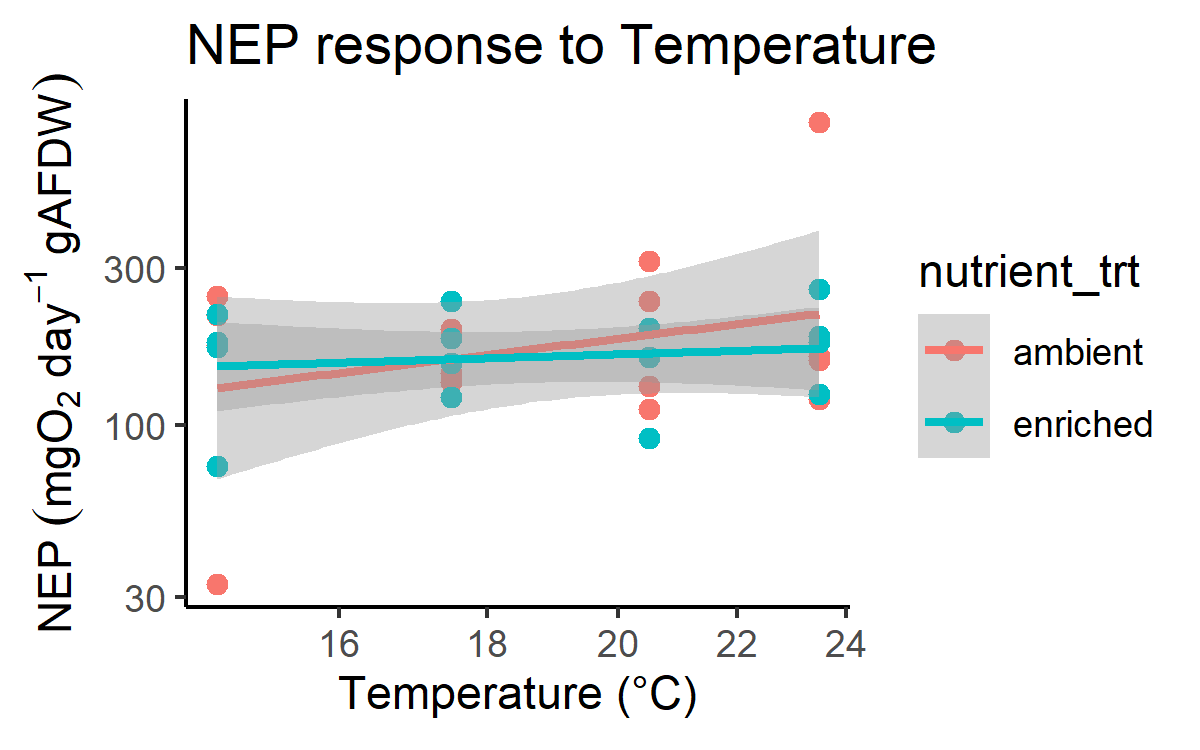 NEP response to Temperature
NEP (mgO₂ day⁻¹ gAFDW)
300
100
30
16 18 20 22 24
Temperature (°C)
nutrient_trt
ambient
enriched